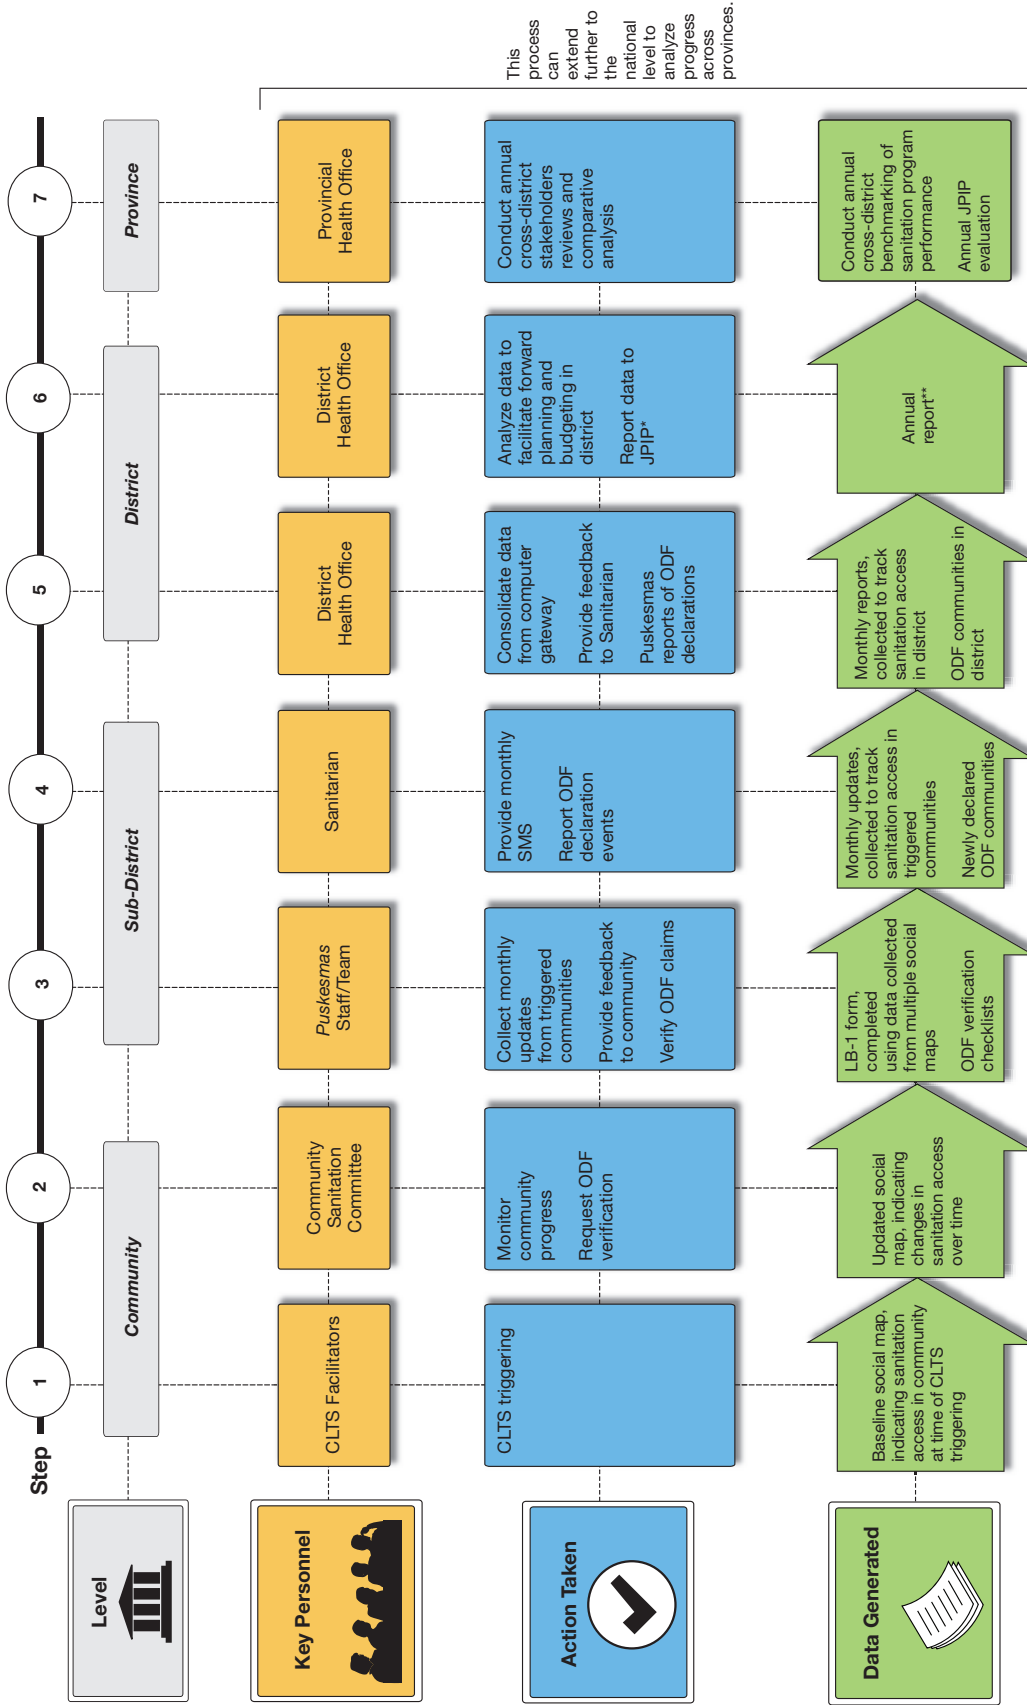 Step
1
2
3
4
5
6
7
Level
Community
Sub-District
District
Province
Key Personnel
CLTS Facilitators
Community
Sanitation
Committee
Puskesmas
Staff/Team
Sanitarian
District
Health Office
District
Health Office
Provincial
Health Office
Action Taken
CLTS triggering
Monitor
community
progress
Request ODF
verification
Collect monthly
updates
from triggered
communities
Provide feedback
to community
Verify ODF claims
Provide monthly
SMS
Report ODF
declaration
events
Consolidate data
from computer
gateway
Provide feedback
to Sanitarian
Puskesmas
reports of ODF
declarations
Analyze data to
facilitate forward
planning and
budgeting in
district
Report data to
JPIP*
Conduct annual
cross-district
stakeholders
reviews and
comparative
analysis
Data Generated
Baseline social map,
indicating sanitation
access in community
at time of CLTS
triggering
Updated social
map, indicating
changes in
sanitation access
over time
LB-1 form,
completed
using data collected
from multiple social
maps
ODF verification
checklists
Monthly updates,
collected to track
sanitation access in
triggered
communities
Newly declared
ODF communities
Monthly reports,
collected to track
sanitation access
in district
ODF communities in
district
Annual
report**
Conduct annual
cross-district
benchmarking of
sanitation program
performance
Annual JPIP
evaluation
This
process
can
extend
further to
the
national
level to
analyze
progress
across
provinces.